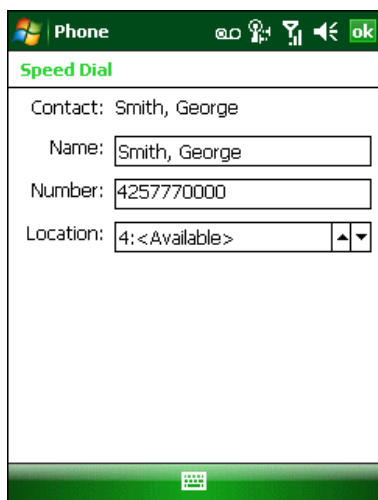 Phone
ok
Speed Dial
Contact: Smith, George
Name: Smith, George
Number: 4257770000
Location: 4:<Available>